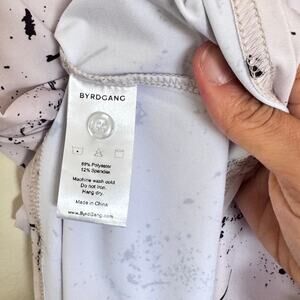 BYRDGANG
88% Polyester
12% Spandex
Machine wash cold
Do not iron.
Hang dry.
Made in China
www.ByrdGang.com